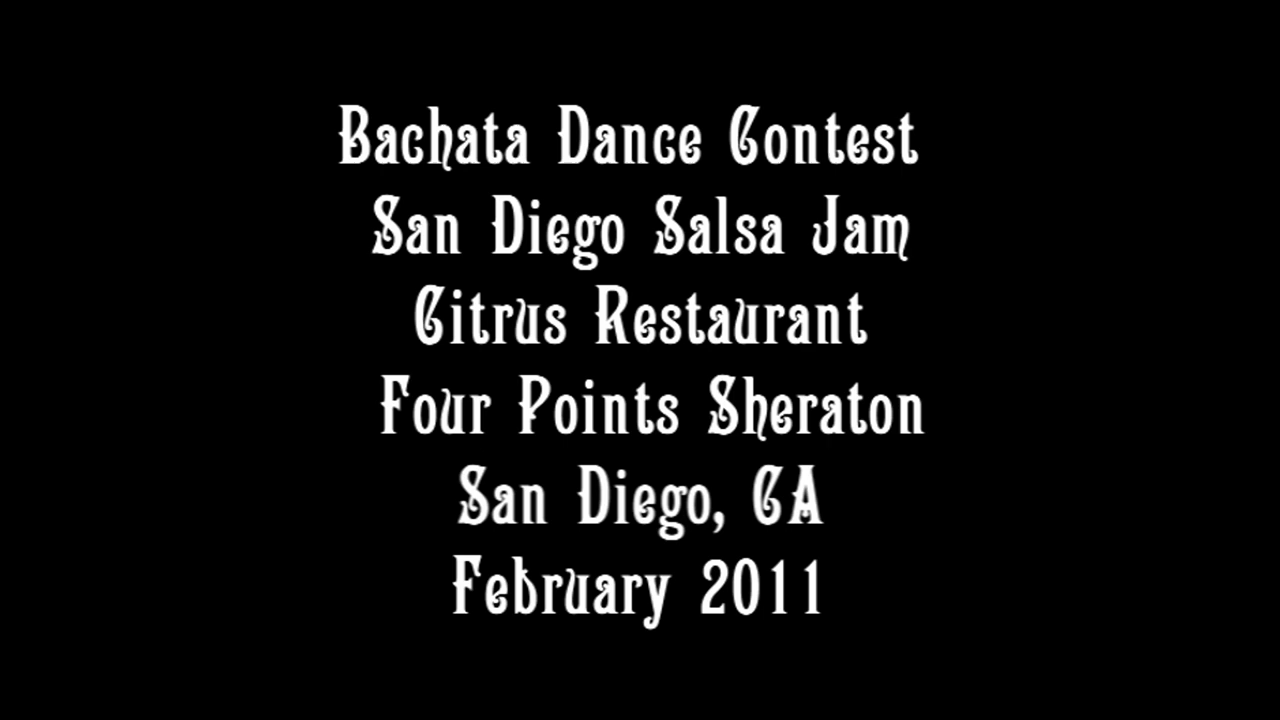 Bachata Dance Contest
San Diego Salsa Jam
Citrus Restaurant
Four Points Sheraton
San Diego, CA
February 2011